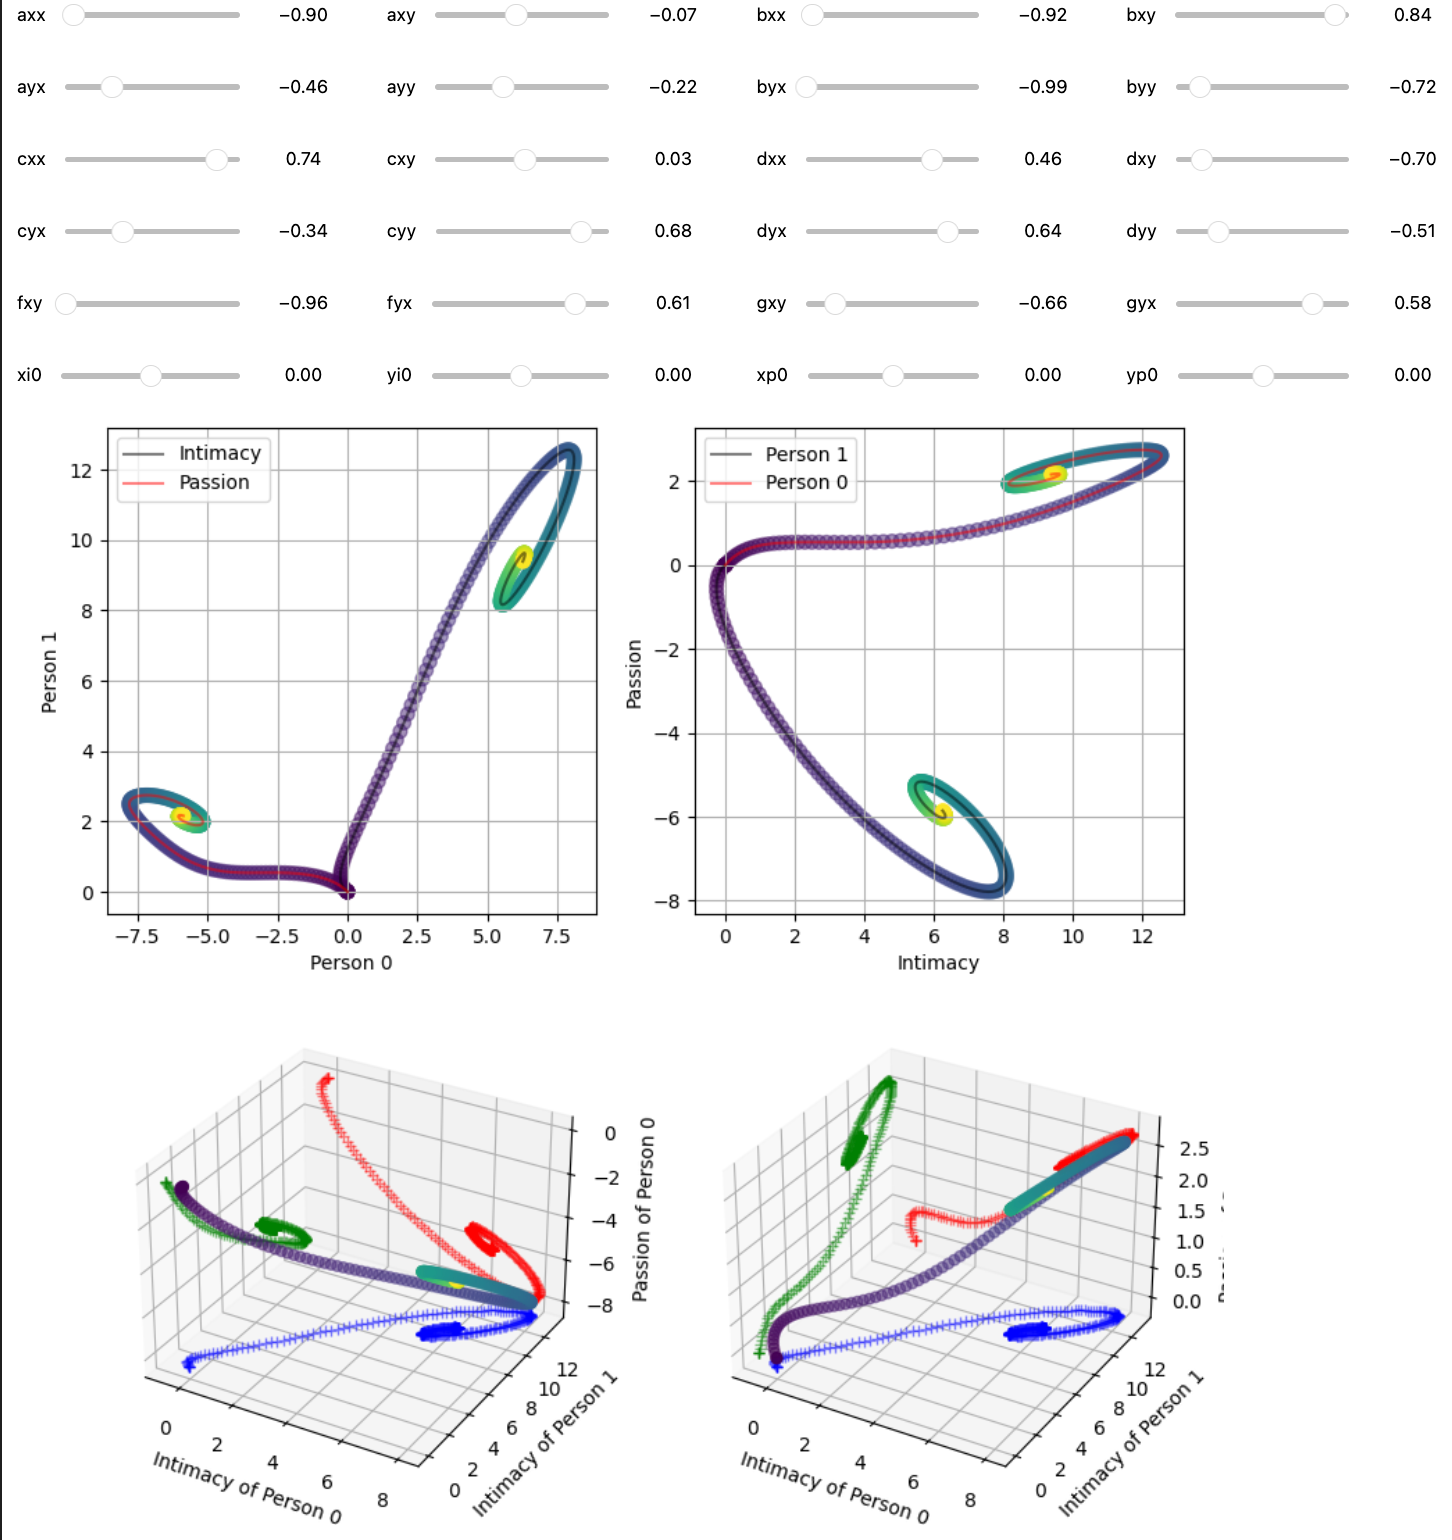 axx −0.90 axy −0.07 bxx −0.92 bxy 0.84
ayx −0.46 ayy −0.22 byx −0.99 byy −0.72
cxx 0.74 cxy 0.03 dxx 0.46 dxy −0.70
cyx −0.34 cyy 0.68 dyx 0.64 dyy −0.51
fxy −0.96 fyx 0.61 gxy −0.66 gyx 0.58
xi0 0.00 yi0 0.00 xp0 0.00 yp0 0.00
Intimacy
Passion
12
10
8
6
4
2
0
Person 1
−7.5 −5.0 −2.5 0.0 2.5 5.0 7.5
Person 0
Person 1
Person 0
2
0
−2
−4
−6
−8
Passion
0 2 4 6 8 10 12
Intimacy
0
−2
−4
−6
−8
Passion of Person 0
0 2 4 6 8
Intimacy of Person 0
0 2 4 6 8 10 12
Intimacy of Person 1
2.5
2.0
1.5
1.0
0.5
0.0
0 2 4 6 8
Intimacy of Person 0
0 2 4 6 8 10 12
Intimacy of Person 1